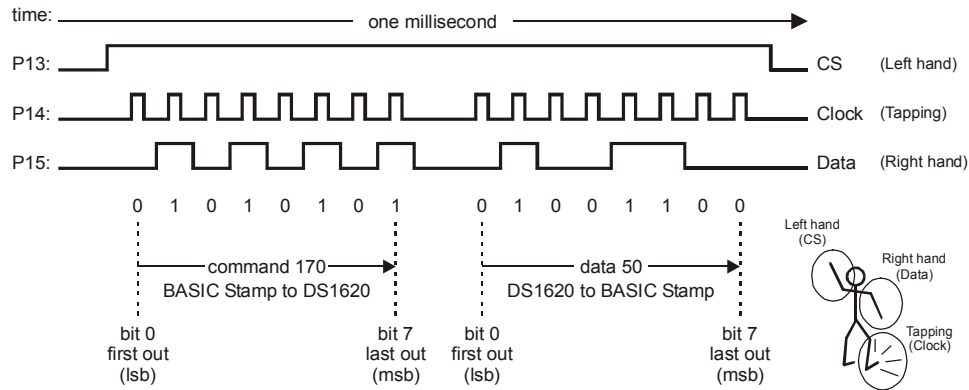 time: one millisecond
P13: CS (Left hand)
P14: Clock (Tapping)
P15: Data (Right hand)
0 1 0 1 0 1 0 1 0 1 0 0 1 1 0 0
command 170
BASIC Stamp to DS1620
data 50
DS1620 to BASIC Stamp
bit 0
first out
(lsb)
bit 7
last out
(msb)
bit 0
first out
(lsb)
bit 7
last out
(msb)
Left hand
(CS)
Right hand
(Data)
Tapping
(Clock)